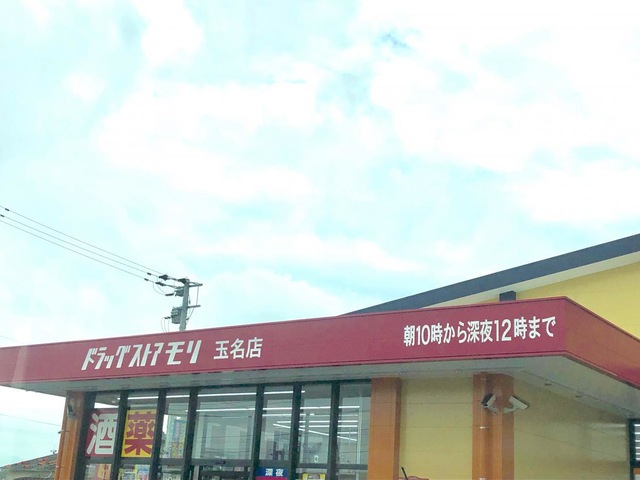 ドラッグストアモリ 玉名店
朝10時から深夜12時まで
酒
薬
深夜